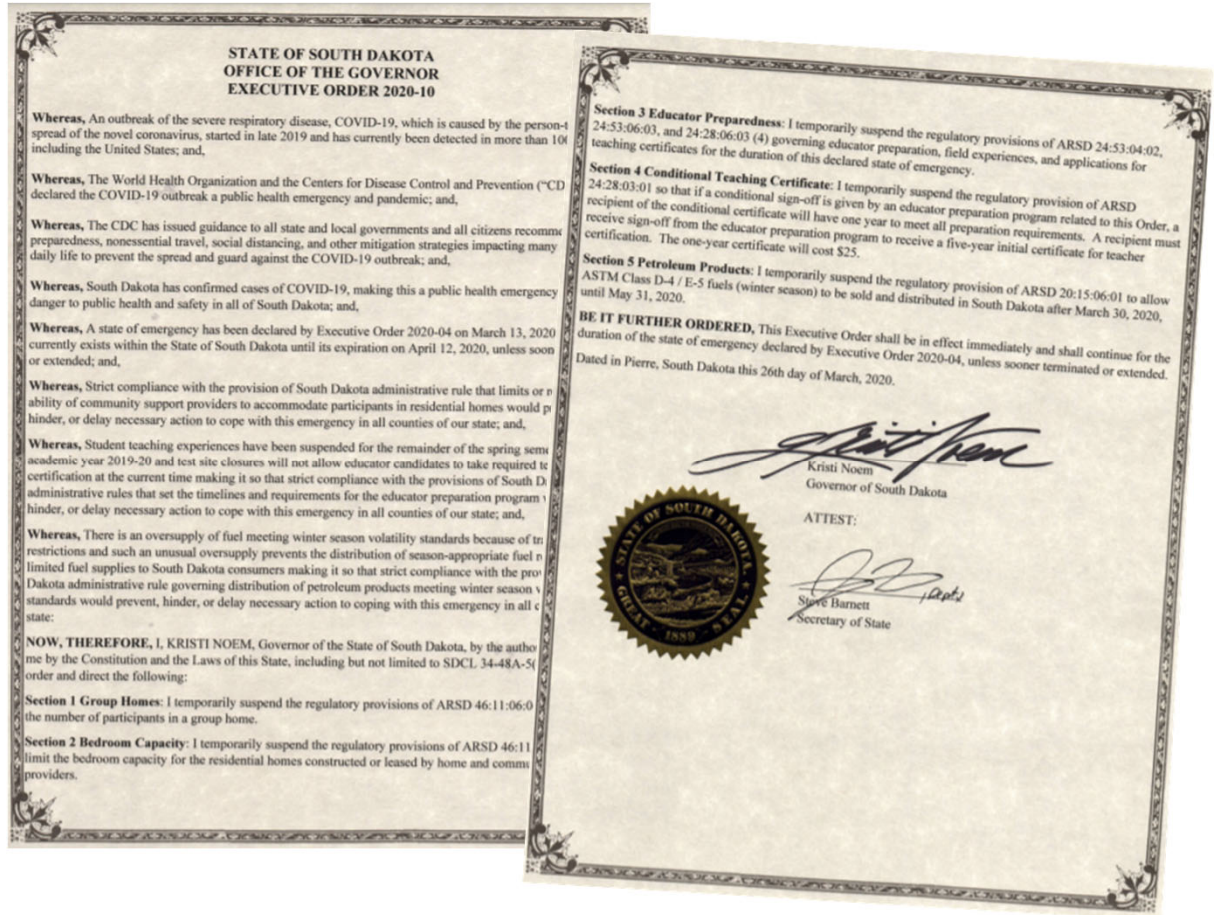 STATE OF SOUTH DAKOTA
OFFICE OF THE GOVERNOR
EXECUTIVE ORDER 2020-10
Whereas, An outbreak of the severe respiratory disease, COVID-19, which is caused by the person-t
spread of the novel coronavirus, started in late 2019 and has currently been detected in more than 10
including the United States; and,
Whereas, The World Health Organization and the Centers for Disease Control and Prevention ("CD
declared the COVID-19 outbreak a public health emergency and pandemic; and,
Whereas, The CDC has issued guidance to all state and local governments and all citizens recomme
preparedness, nonessential travel, social distancing, and other mitigation strategies impacting many
daily life to prevent the spread and guard against the COVID-19 outbreak; and,
Whereas, South Dakota has confirmed cases of COVID-19, making this a public health emergency
danger to public health and safety in all of South Dakota; and,
Whereas, A state of emergency has been declared by Executive Order 2020-04 on March 13, 2020
currently exists within the State of South Dakota until its expiration on April 12, 2020, unless soon
or extended; and,
Whereas, Strict compliance with the provision of South Dakota administrative rule that limits or
ability of community support providers to accommodate participants in residential homes would
hinder, or delay necessary action to cope with this emergency in all counties of our state; and,
Whereas, Student teaching experiences have been suspended for the remainder of the spring seme
academic year 2019-20 and test site closures will not allow educator candidates to take required te
certification at the current time making it so that strict compliance with the provisions of South D
administrative rules that set the timelines and requirements for the educator preparation program
hinder, or delay necessary action to cope with this emergency in all counties of our state; and,
Whereas, There is an oversupply of fuel meeting winter season volatility standards because of
restrictions and such an unusual oversupply prevents the distribution of season-appropriate fuel
limited fuel supplies to South Dakota consumers making it so that strict compliance with the prov
Dakota administrative rule governing distribution of petroleum products meeting winter season
standards would prevent, hinder, or delay necessary action to coping with this emergency in all
state:
NOW, THEREFORE, I, KRISTI NOEM, Governor of the State of South Dakota, by the autho
me by the Constitution and the Laws of this State, including but not limited to SDCL 34-48A-5(
order and direct the following:
Section 1 Group Homes: I temporarily suspend the regulatory provisions of ARSD 46:11:06:0
the number of participants in a group home.
Section 2 Bedroom Capacity: I temporarily suspend the regulatory provisions of ARSD 46:11
limit the bedroom capacity for the residential homes constructed or leased by home and commu
providers.
Section 3 Educator Preparedness: I temporarily suspend the regulatory provisions of ARSD 24:53:04:02,
24:53:06:03, and 24:28:06:03 (4) governing educator preparation, field experiences, and applications for
teaching certificates for the duration of this declared state of emergency.
Section 4 Conditional Teaching Certificate: I temporarily suspend the regulatory provision of ARSD
24:28:03:01 so that if a conditional sign-off is given by an educator preparation program related to this Order, a
recipient of the conditional certificate will have one year to meet all preparation requirements. A recipient must
receive sign-off from the educator preparation program to receive a five-year initial certificate for teacher
certification. The one-year certificate will cost $25.
Section 5 Petroleum Products: I temporarily suspend the regulatory provision of ARSD 20:15:06:01 to allow
ASTM Class D-4 / E-5 fuels (winter season) to be sold and distributed in South Dakota after March 30, 2020,
until May 31, 2020.
BE IT FURTHER ORDERED, This Executive Order shall be in effect immediately and shall continue for the
duration of the state of emergency declared by Executive Order 2020-04, unless sooner terminated or extended.
Dated in Pierre, South Dakota this 26th day of March, 2020.
Kristi Noem
Kristi Noem
Governor of South Dakota
ATTEST:
Steve Barnett
Secretary of State
STATE OF SOUTH DAKOTA
GREAT SEAL
1889